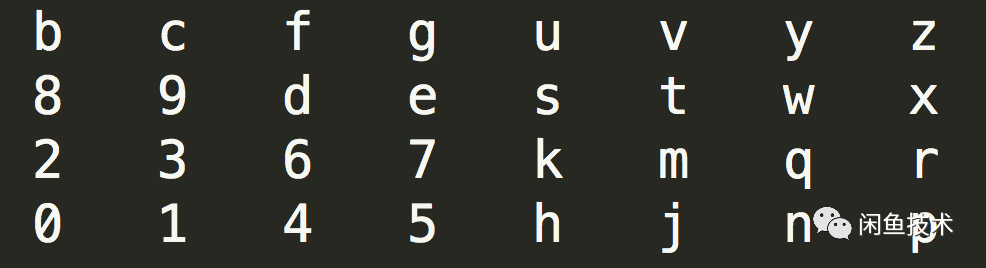 b c f g u v y z
8 9 d e s t w x
2 3 6 7 k m q r
0 1 4 5 h j n p
闲鱼技术